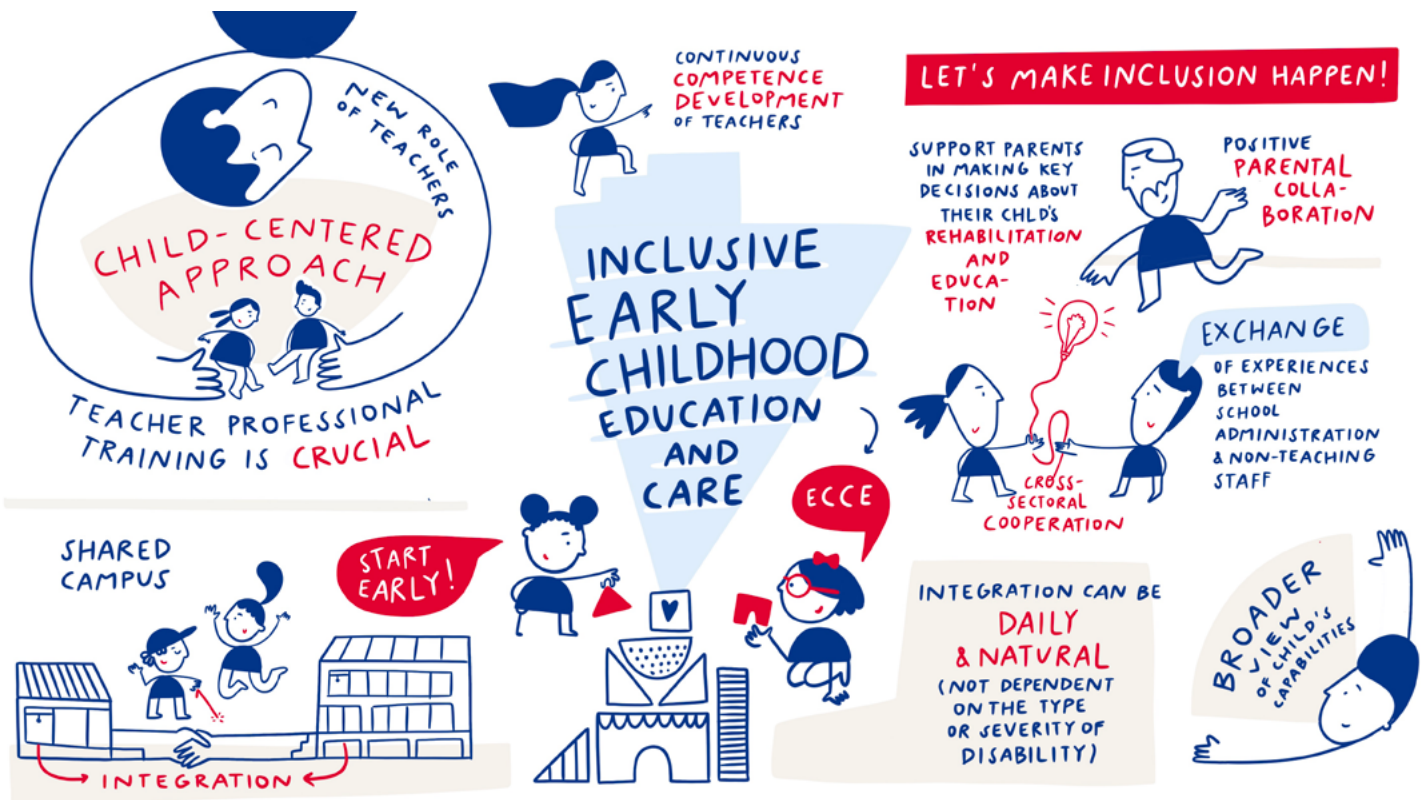 NEW ROLE
OF TEACHERS
CHILD-CENTERED
APPROACH
TEACHER PROFESSIONAL
TRAINING IS CRUCIAL
SHARED
CAMPUS
START
EARLY!
INTEGRATION
CONTINUOUS
COMPETENCE
DEVELOPMENT
OF TEACHERS
INCLUSIVE
EARLY
CHILDHOOD
EDUCATION
AND
CARE
ECCE
LET'S MAKE INCLUSION HAPPEN!
SUPPORT PARENTS
IN MAKING KEY
DECISIONS ABOUT
THEIR CHLD'S
REHABILITATION
AND
EDUCA-
TION
POSITIVE
PARENTAL
COLLA-
BORATION
EXCHANGE
OF EXPERIENCES
BETWEEN
SCHOOL
ADMINISTRATION
& NON-TEACHING
STAFF
CROSS-
SECTORAL
COOPERATION
INTEGRATION CAN BE
DAILY
& NATURAL
(NOT DEPENDENT
ON THE TYPE
OR SEVERITY OF
DISABILITY)
BROADER
VIEW
OF CHILD'S
CAPABILITIES